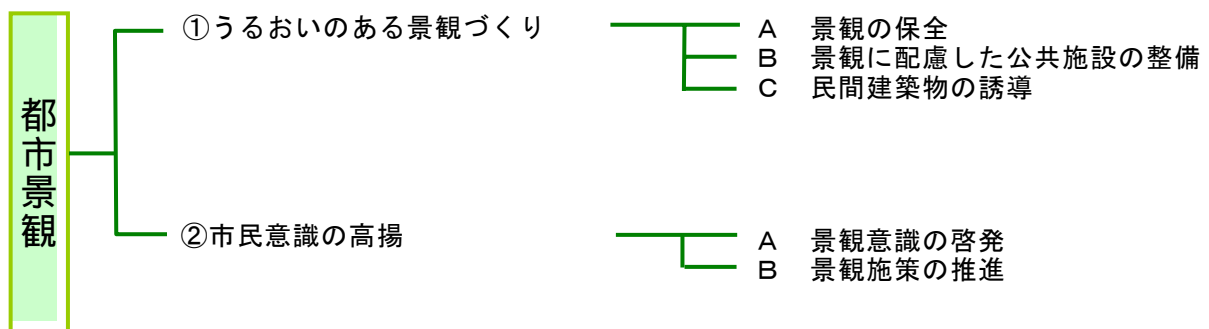 都市景観
①うるおいのある景観づくり
A 景観の保全
B 景観に配慮した公共施設の整備
C 民間建築物の誘導
②市民意識の高揚
A 景観意識の啓発
B 景観施策の推進